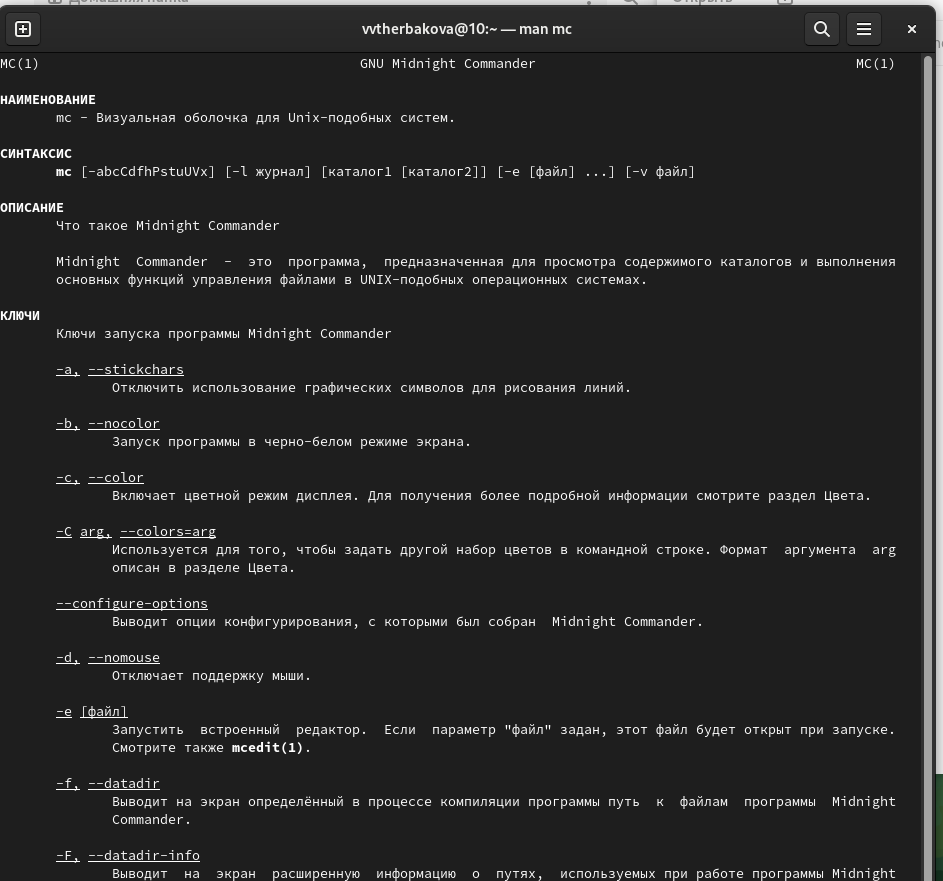 Домашняя папка
Открыть
vvtherbakova@10:~ — man mc
MC(1) GNU Midnight Commander MC(1)
НАИМЕНОВАНИЕ
mc - Визуальная оболочка для Unix-подобных систем.
СИНТАКСИС
mc [-abcCdfhPstuUVx] [-l журнал] [каталог1 [каталог2]] [-e [файл] ...] [-v файл]
ОПИСАНИЕ
Что такое Midnight Commander
Midnight Commander - это программа, предназначенная для просмотра содержимого каталогов и выполнения
основных функций управления файлами в UNIX-подобных операционных системах.
КЛЮЧИ
Ключи запуска программы Midnight Commander
-a, --stickchars
Отключить использование графических символов для рисования линий.
-b, --nocolor
Запуск программы в черно-белом режиме экрана.
-c, --color
Включает цветной режим дисплея. Для получения более подробной информации смотрите раздел Цвета.
-C arg, --colors=arg
Используется для того, чтобы задать другой набор цветов в командной строке. Формат аргумента arg
описан в разделе Цвета.
--configure-options
Выводит опции конфигурирования, с которыми был собран Midnight Commander.
-d, --nomouse
Отключает поддержку мыши.
-e [файл]
Запустить встроенный редактор. Если параметр "файл" задан, этот файл будет открыт при запуске.
Смотрите также mcedit(1).
-f, --datadir
Выводит на экран определённый в процессе компиляции программы путь к файлам программы Midnight
Commander.
-F, --datadir-info
Выводит на экран расширенную информацию о путях, используемых при работе программы Midnight